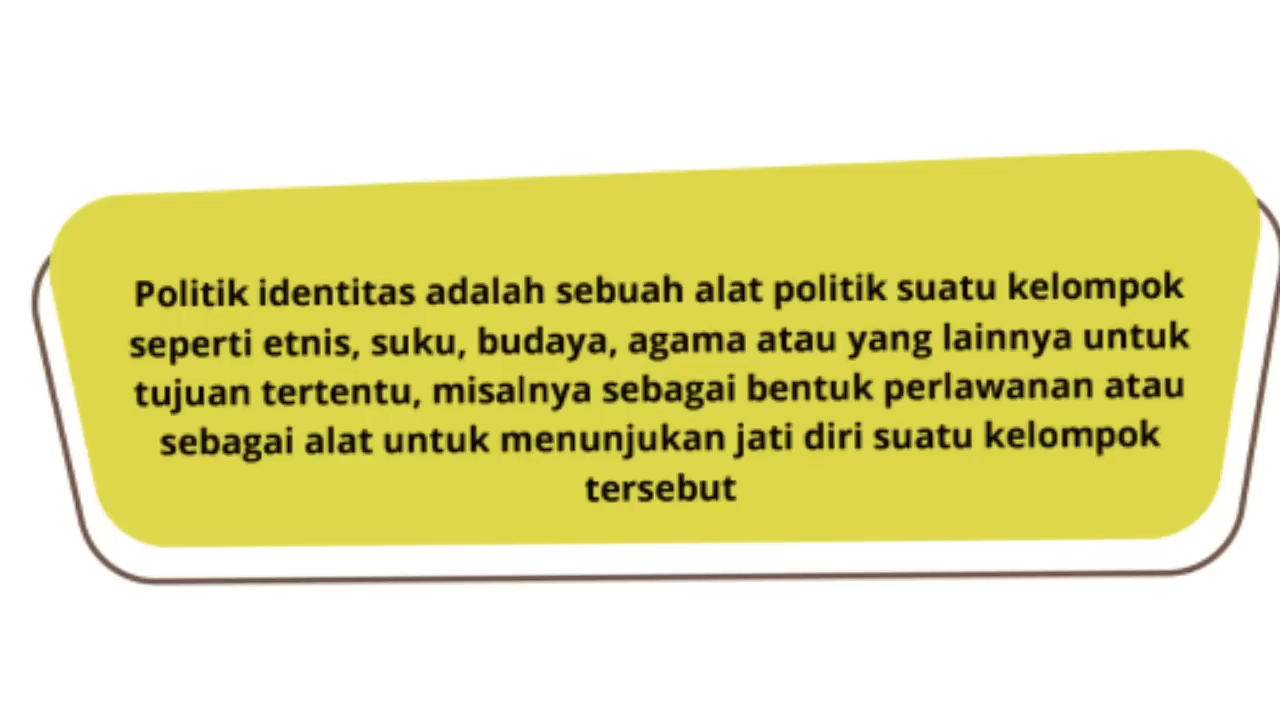 Politik identitas adalah sebuah alat politik suatu kelompok
seperti etnis, suku, budaya, agama atau yang lainnya untuk
tujuan tertentu, misalnya sebagai bentuk perlawanan atau
sebagai alat untuk menunjukan jati diri suatu kelompok
tersebut